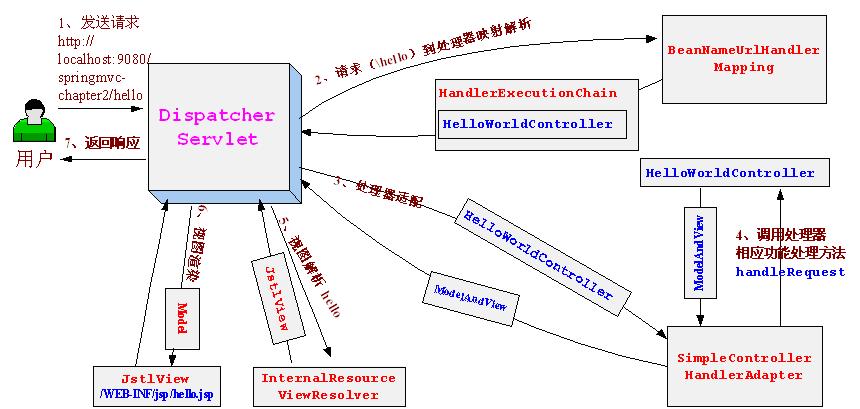 1、发送请求
http://
localhost:9080/
springmvc-
chapter2/hello
用户
7、返回响应
Dispatcher
Servlet
2、请求（\hello）到处理器映射解析
BeanNameUrlHandler
Mapping
HandlerExecutionChain
HelloWorldController
3、处理器适配
HelloWorldController
ModelAndView
HelloWorldController
ModelAndView
4、调用处理器
相应功能处理方法
handleRequest
SimpleController
HandlerAdapter
5、视图解析 hello
JstlView
InternalResource
ViewResolver
6、视图渲染
Model
JstlView
/WEB-INF/jsp/hello.jsp